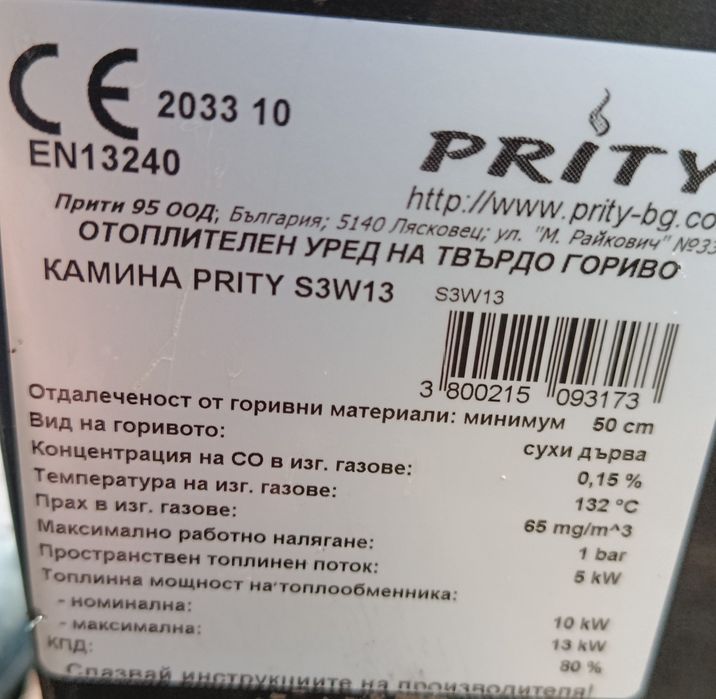 CE 2033 10
EN13240
PRITY
http://www.prity-bg.co
Прити 95 ООД; България; 5140 Лясковец; ул. "М. Райкович" №33
ОТОПЛИТЕЛЕН УРЕД НА ТВЪРДО ГОРИВО
КАМИНА PRITY S3W13
S3W13
3 800215 093173
Отдалеченост от горивни материали: минимум 50 cm
Вид на горивото: сухи дърва
Концентрация на CO в изг. газове: 0,15 %
Температура на изг. газове: 132 °C
Прах в изг. газове: 65 mg/m^3
Максимално работно налягане: 1 bar
Пространствен топлинен поток: 5 kW
Топлинна мощност на топлообменника:
- номинална: 10 kW
- максимална: 13 kW
КПД: 80 %
Спазвай инструкциите на производителя!